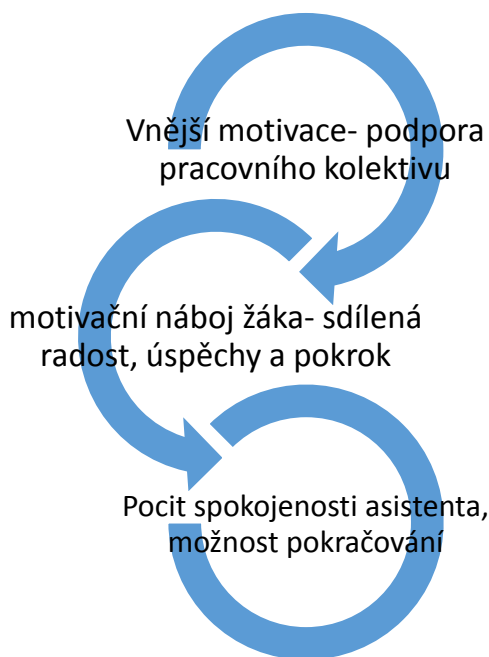 Vnější motivace- podpora
pracovního kolektivu
motivační náboj žáka- sdílená
radost, úspěchy a pokrok
Pocit spokojenosti asistenta,
možnost pokračování